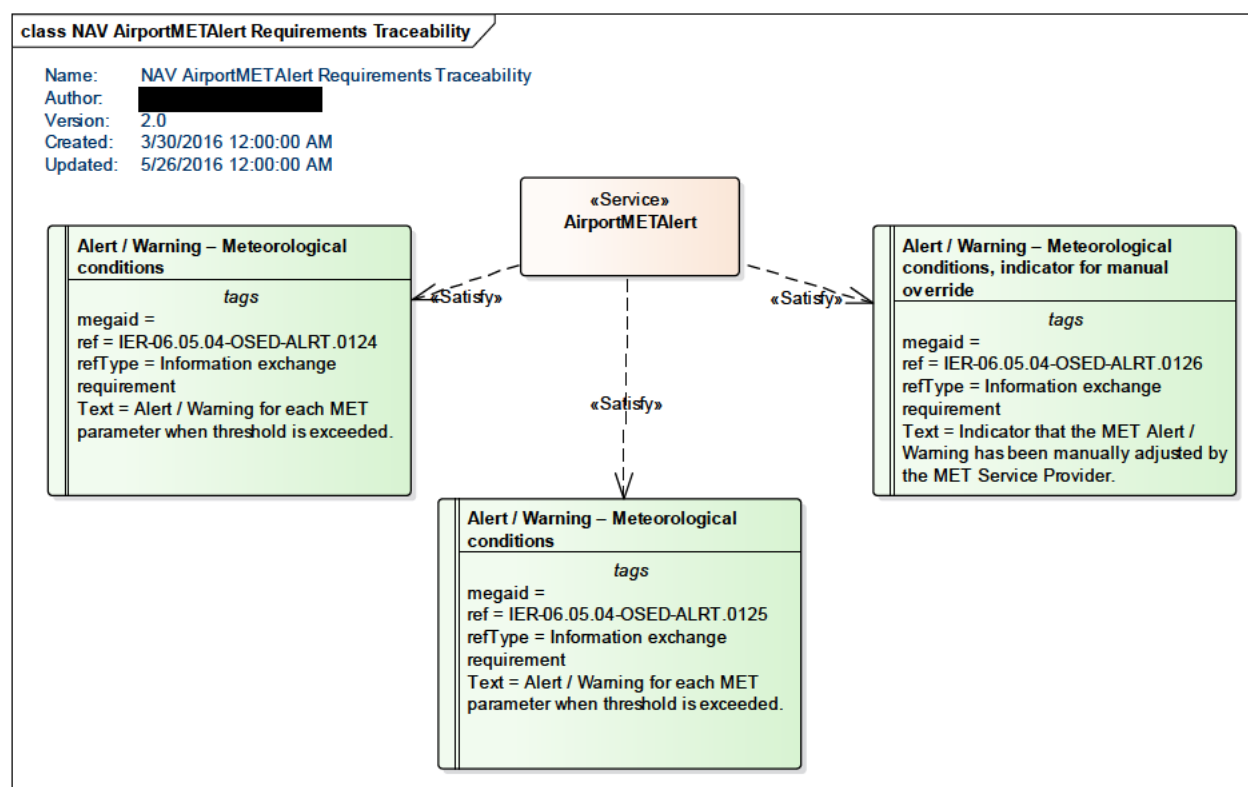 class NAV AirportMETAlert Requirements Traceability
Name: NAV AirportMETAlert Requirements Traceability
Author:
Version: 2.0
Created: 3/30/2016 12:00:00 AM
Updated: 5/26/2016 12:00:00 AM
«Service»
AirportMETAlert
Alert / Warning – Meteorological
conditions
tags
megaid =
ref = IER-06.05.04-OSED-ALRT.0124
refType = Information exchange
requirement
Text = Alert / Warning for each MET
parameter when threshold is exceeded.
«Satisfy»
«Satisfy»
«Satisfy»
Alert / Warning – Meteorological
conditions, indicator for manual
override
tags
megaid =
ref = IER-06.05.04-OSED-ALRT.0126
refType = Information exchange
requirement
Text = Indicator that the MET Alert /
Warning has been manually adjusted by
the MET Service Provider.
Alert / Warning – Meteorological
conditions
tags
megaid =
ref = IER-06.05.04-OSED-ALRT.0125
refType = Information exchange
requirement
Text = Alert / Warning for each MET
parameter when threshold is exceeded.